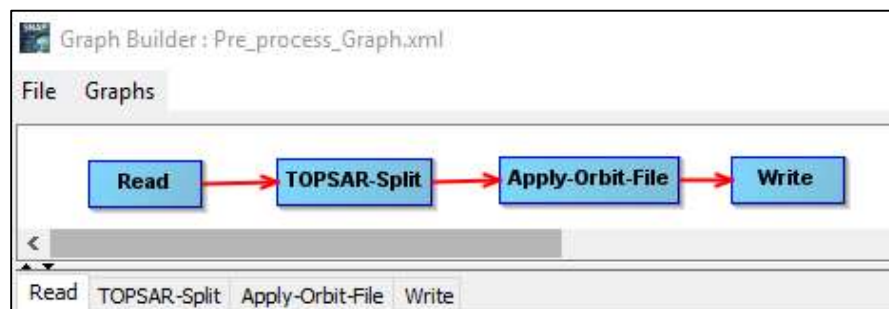 SNAP
Graph Builder : Pre_process_Graph.xml
File Graphs
Read TOPSAR-Split Apply-Orbit-File Write
Read TOPSAR-Split Apply-Orbit-File Write